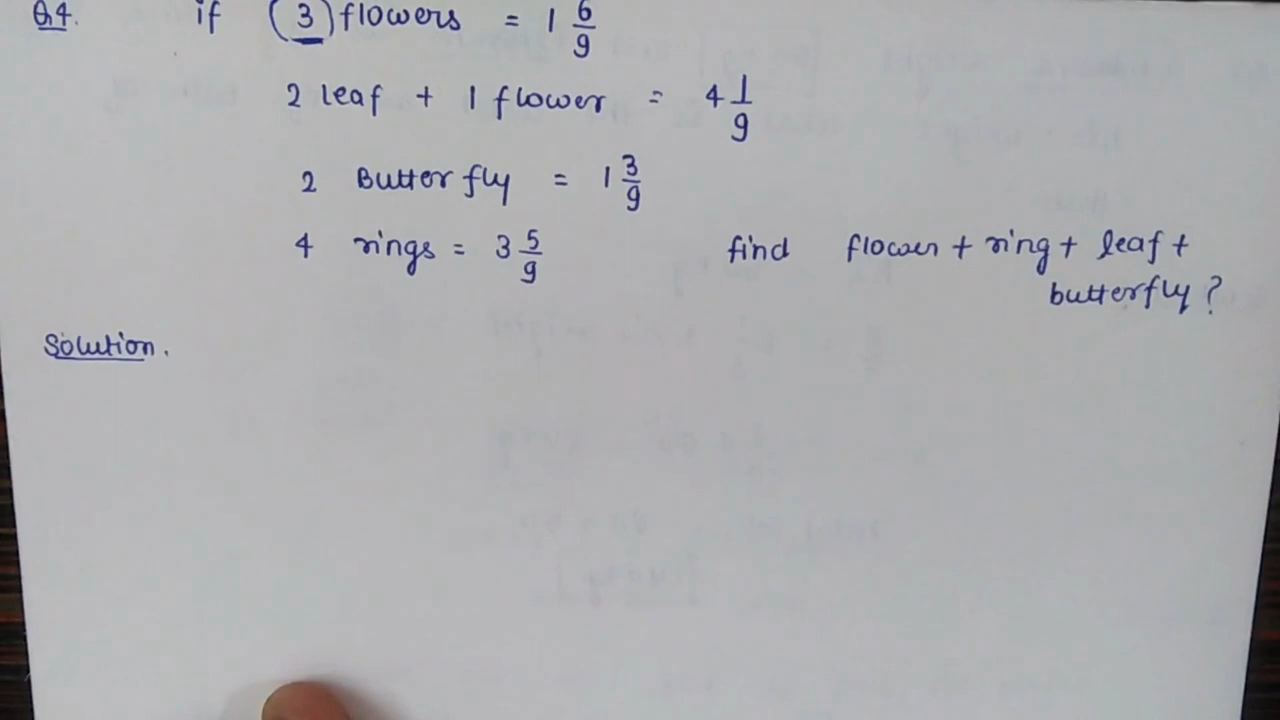 Q4. if (3) flowers = 1 6/9
2 leaf + 1 flower = 4 1/9
2 Butterfly = 1 3/9
4 rings = 3 5/9 find flower + ring + leaf +
butterfly?
Solution.